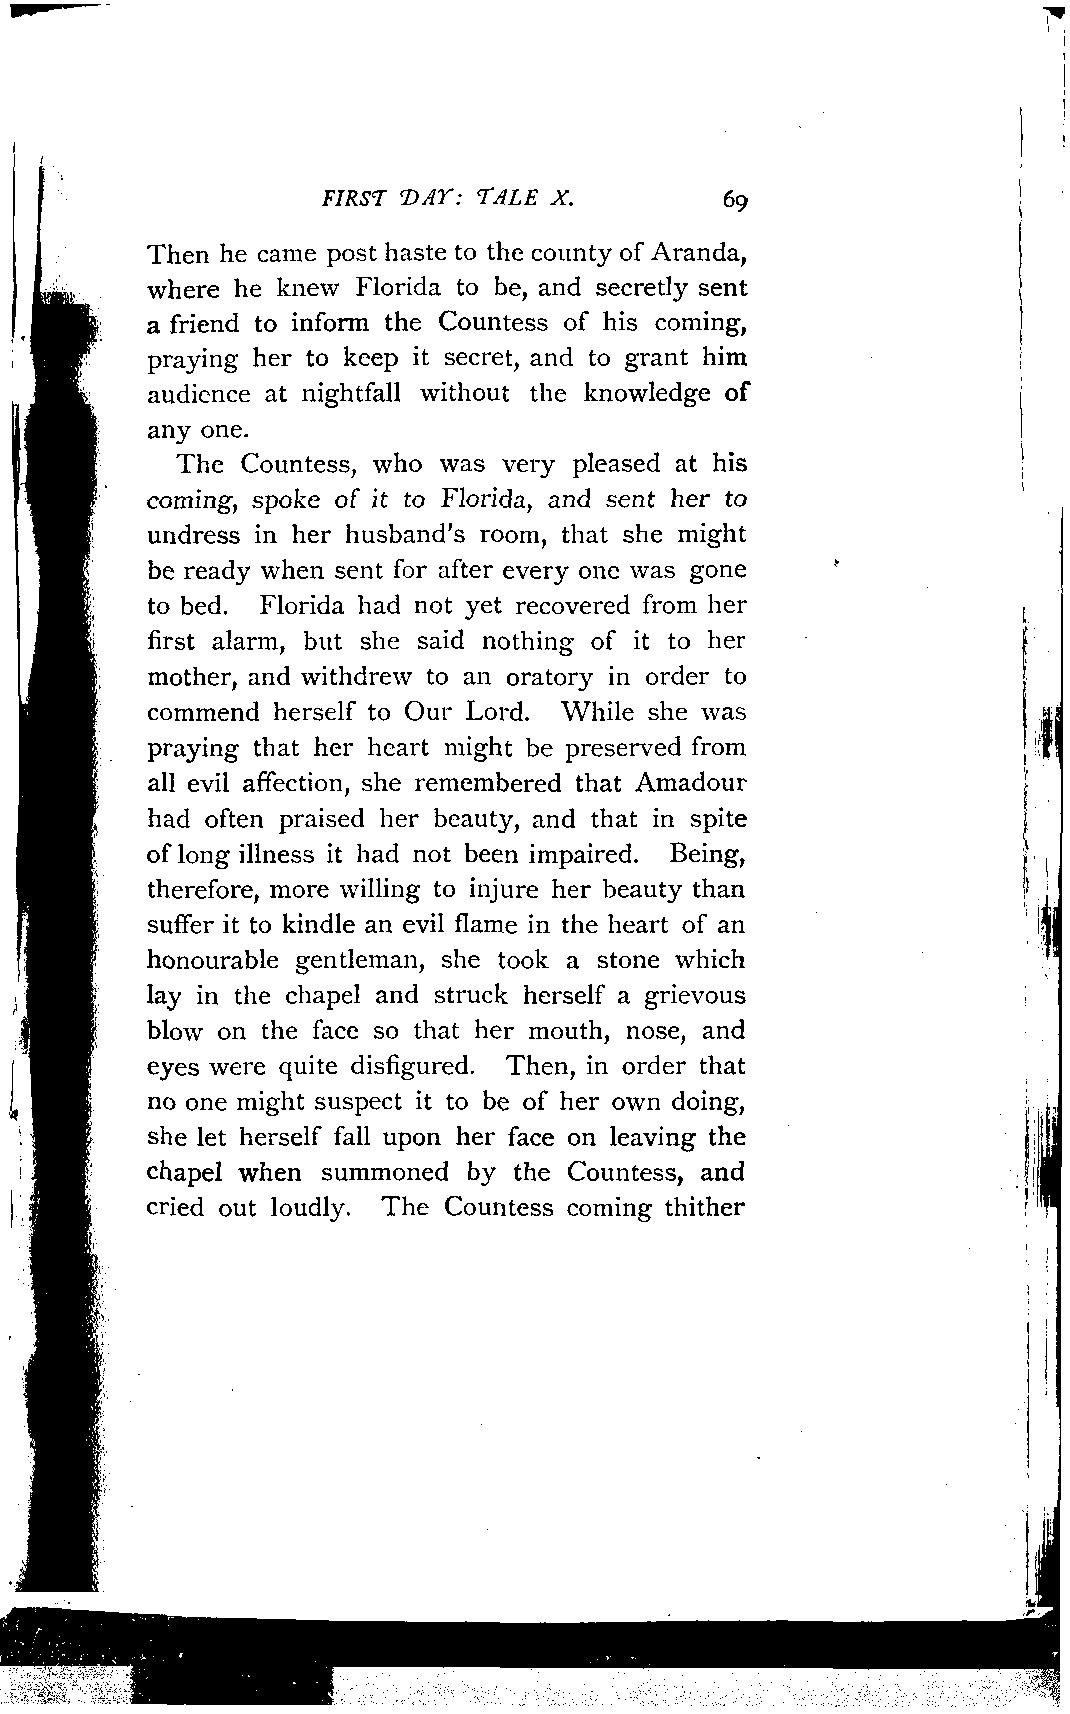 FIRST DAY: TALE X. 69
Then he came post haste to the county of Aranda,
where he knew Florida to be, and secretly sent
a friend to inform the Countess of his coming,
praying her to keep it secret, and to grant him
audience at nightfall without the knowledge of
any one.
The Countess, who was very pleased at his
coming, spoke of it to Florida, and sent her to
undress in her husband's room, that she might
be ready when sent for after every one was gone
to bed. Florida had not yet recovered from her
first alarm, but she said nothing of it to her
mother, and withdrew to an oratory in order to
commend herself to Our Lord. While she was
praying that her heart might be preserved from
all evil affection, she remembered that Amadour
had often praised her beauty, and that in spite
of long illness it had not been impaired. Being,
therefore, more willing to injure her beauty than
suffer it to kindle an evil flame in the heart of an
honourable gentleman, she took a stone which
lay in the chapel and struck herself a grievous
blow on the face so that her mouth, nose, and
eyes were quite disfigured. Then, in order that
no one might suspect it to be of her own doing,
she let herself fall upon her face on leaving the
chapel when summoned by the Countess, and
cried out loudly. The Countess coming thither